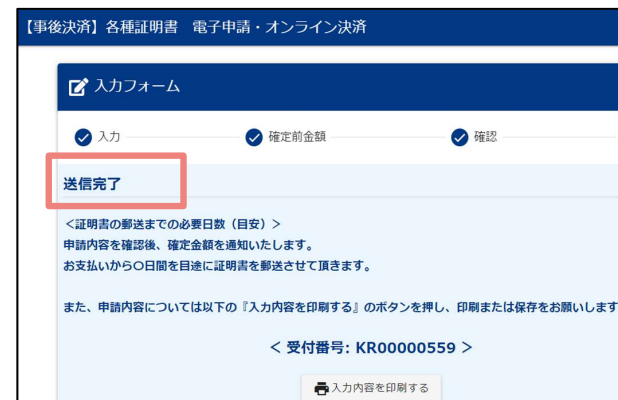 【事後決済】各種証明書　電子申請・オンライン決済
入力フォーム
入力
確定前金額
確認
送信完了
＜証明書の郵送までの必要日数（目安）＞
申請内容を確認後、確定金額を通知いたします。
お支払いから〇日間を目途に証明書を郵送させて頂きます。
また、申請内容については以下の『入力内容を印刷する』のボタンを押し、印刷または保存をお願いします
＜ 受付番号: KR00000559 ＞
入力内容を印刷する